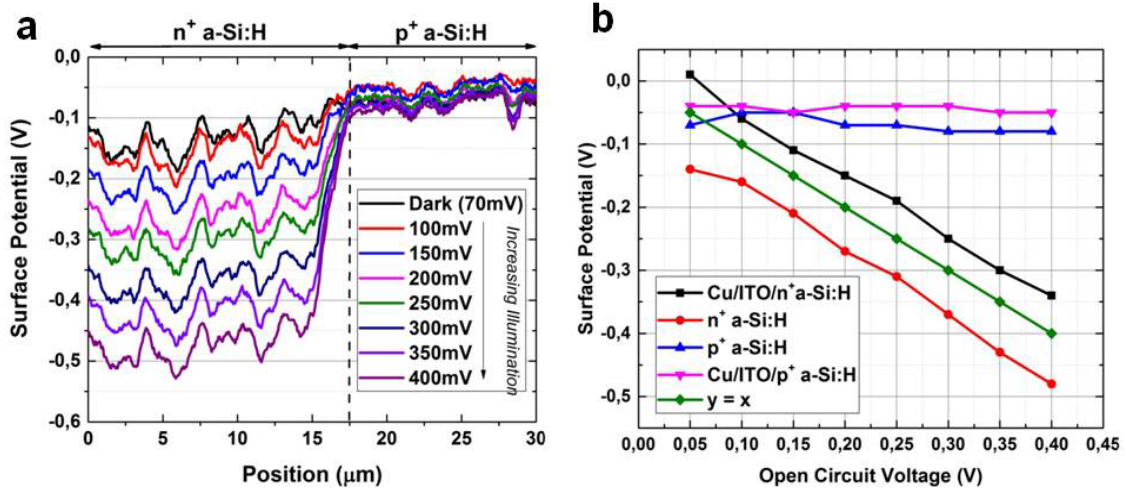 a
n⁺ a-Si:H
p⁺ a-Si:H
0,0
-0,1
-0,2
-0,3
-0,4
-0,5
-0,6
Surface Potential (V)
Dark (70mV)
100mV
150mV
200mV
250mV
300mV
350mV
400mV
Increasing Illumination
0
5
10
15
20
25
30
Position (μm)
b
0,0
-0,1
-0,2
-0,3
-0,4
-0,5
Surface Potential (V)
Cu/ITO/n⁺a-Si:H
n⁺ a-Si:H
p⁺ a-Si:H
Cu/ITO/p⁺ a-Si:H
y = x
0,00
0,05
0,10
0,15
0,20
0,25
0,30
0,35
0,40
0,45
Open Circuit Voltage (V)